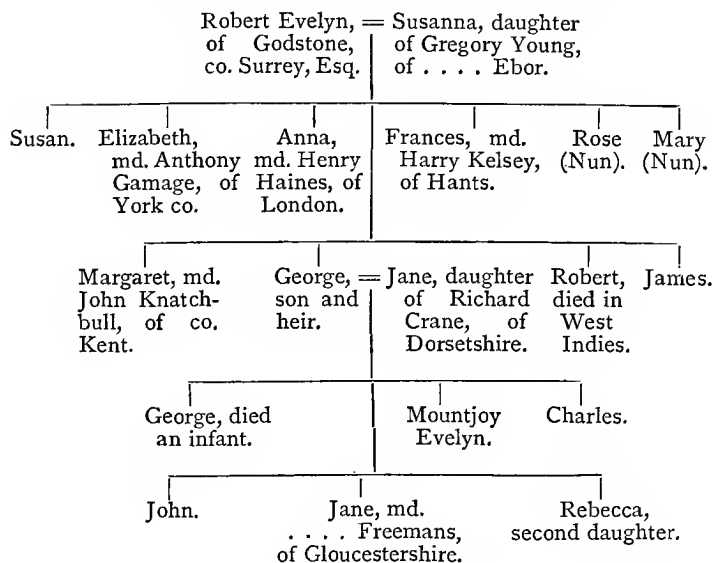 Robert Evelyn, = Susanna, daughter
of Godstone, of Gregory Young,
co. Surrey, Esq. of . . . . Ebor.
Susan. Elizabeth, Anna, Frances, md. Rose Mary
md. Anthony md. Henry Harry Kelsey, (Nun). (Nun).
Gamage, of Haines, of of Hants.
York co. London.
Margaret, md. George, = Jane, daughter Robert, James.
John Knatch- son and of Richard died in
bull, of co. heir. Crane, of West
Kent. Dorsetshire. Indies.
George, died Mountjoy Charles.
an infant. Evelyn.
John. Jane, md. Rebecca,
. . . . Freemans, second daughter.
of Gloucestershire.